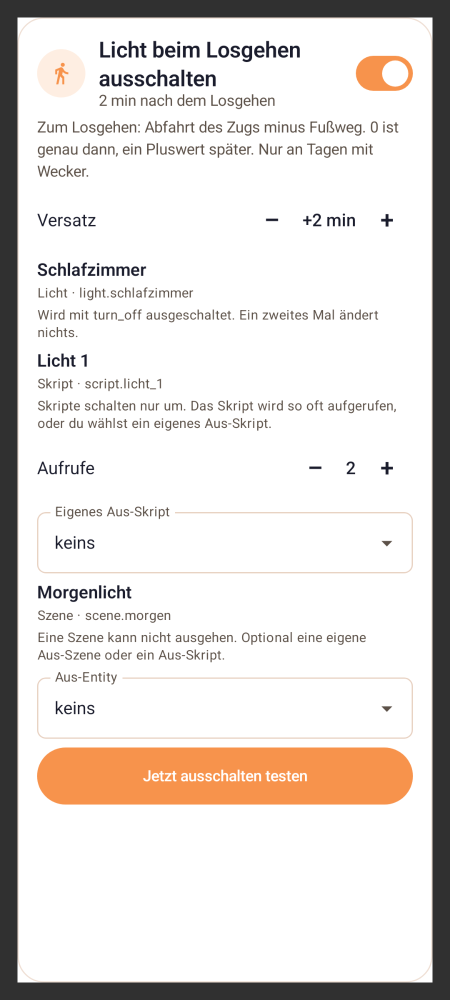 Licht beim Losgehen
ausschalten
2 min nach dem Losgehen
Zum Losgehen: Abfahrt des Zugs minus Fußweg. 0 ist
genau dann, ein Pluswert später. Nur an Tagen mit
Wecker.
Versatz − +2 min +
Schlafzimmer
Licht · light.schlafzimmer
Wird mit turn_off ausgeschaltet. Ein zweites Mal ändert
nichts.
Licht 1
Skript · script.licht_1
Skripte schalten nur um. Das Skript wird so oft aufgerufen,
oder du wählst ein eigenes Aus-Skript.
Aufrufe − 2 +
Eigenes Aus-Skript
keins
Morgenlicht
Szene · scene.morgen
Eine Szene kann nicht ausgehen. Optional eine eigene
Aus-Szene oder ein Aus-Skript.
Aus-Entity
keins
Jetzt ausschalten testen